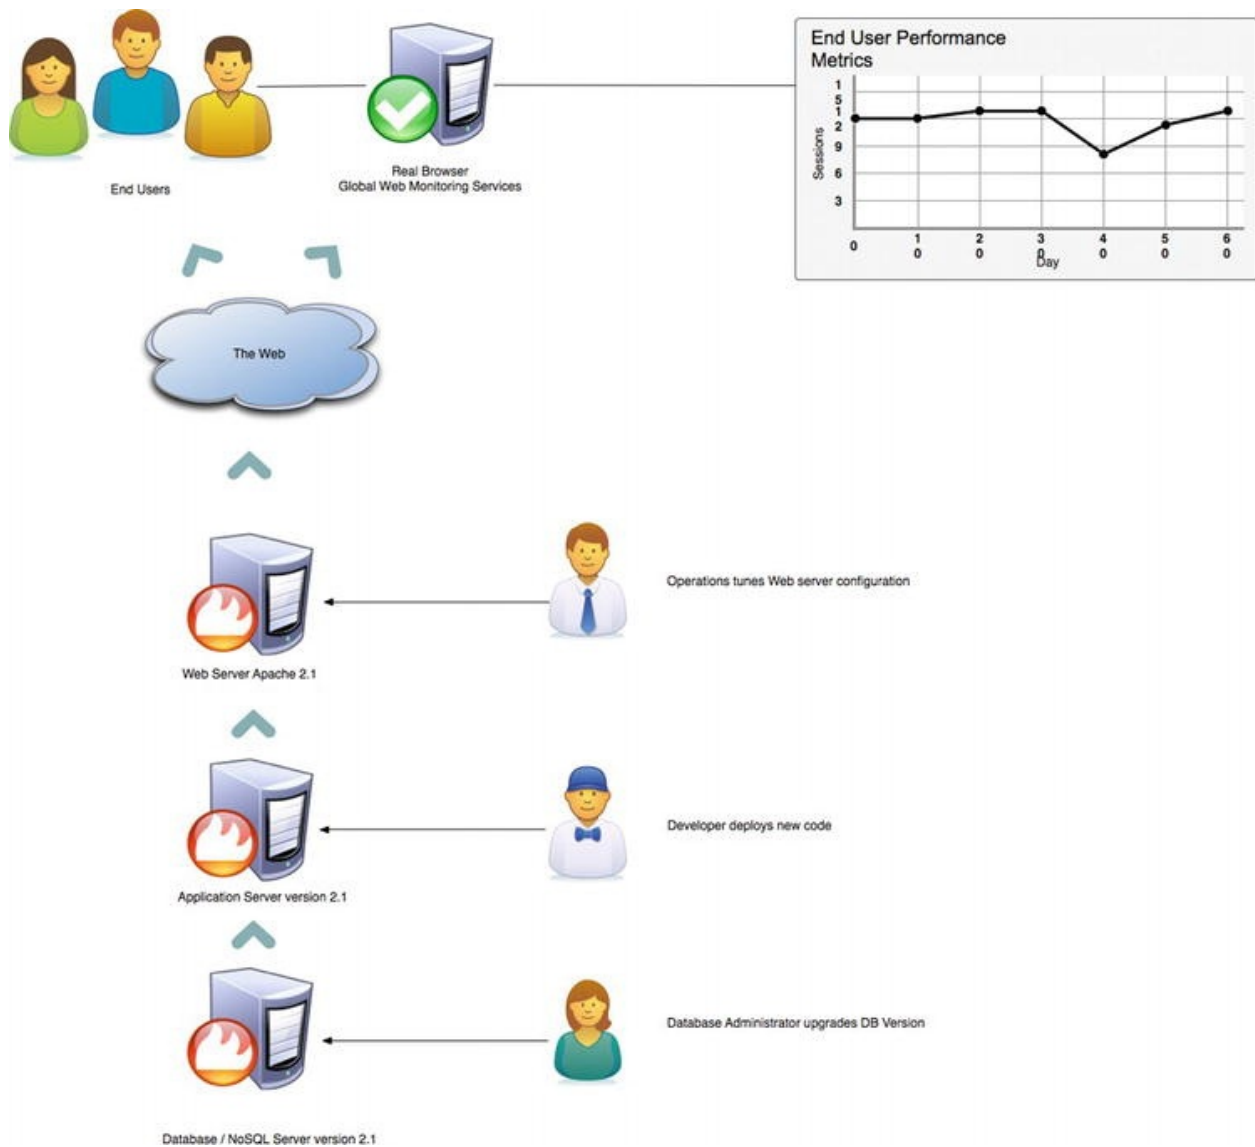 End User Performance
Metrics
1
5
1
2
9
6
3
Sessions
0
1
0
2
0
3
0
4
0
5
0
6
0
Day
End Users
Real Browser
Global Web Monitoring Services
The Web
Operations tunes Web server configuration
Web Server Apache 2.1
Developer deploys new code
Application Server version 2.1
Database Administrator upgrades DB Version
Database / NoSQL Server version 2.1